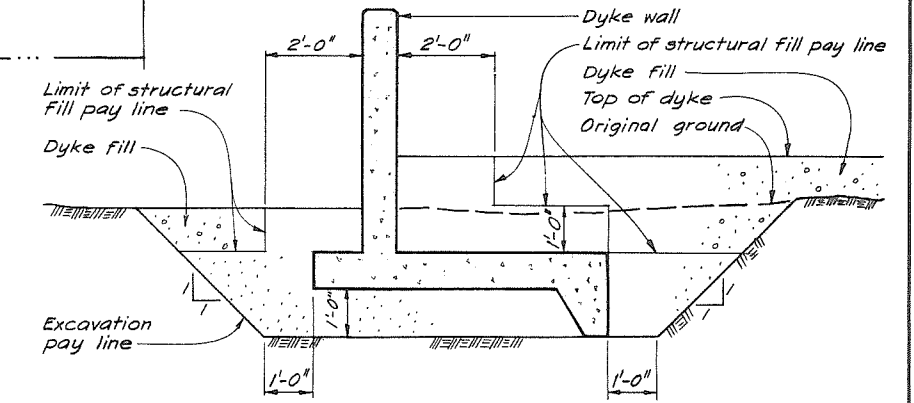 Dyke wall
2'-0"
2'-0"
Limit of structural fill pay line
Dyke fill
Top of dyke
Original ground
Limit of structural
fill pay line
Dyke fill
1'-0"
1
1
1'-0"
1
1
Excavation
pay line
1'-0"
1'-0"